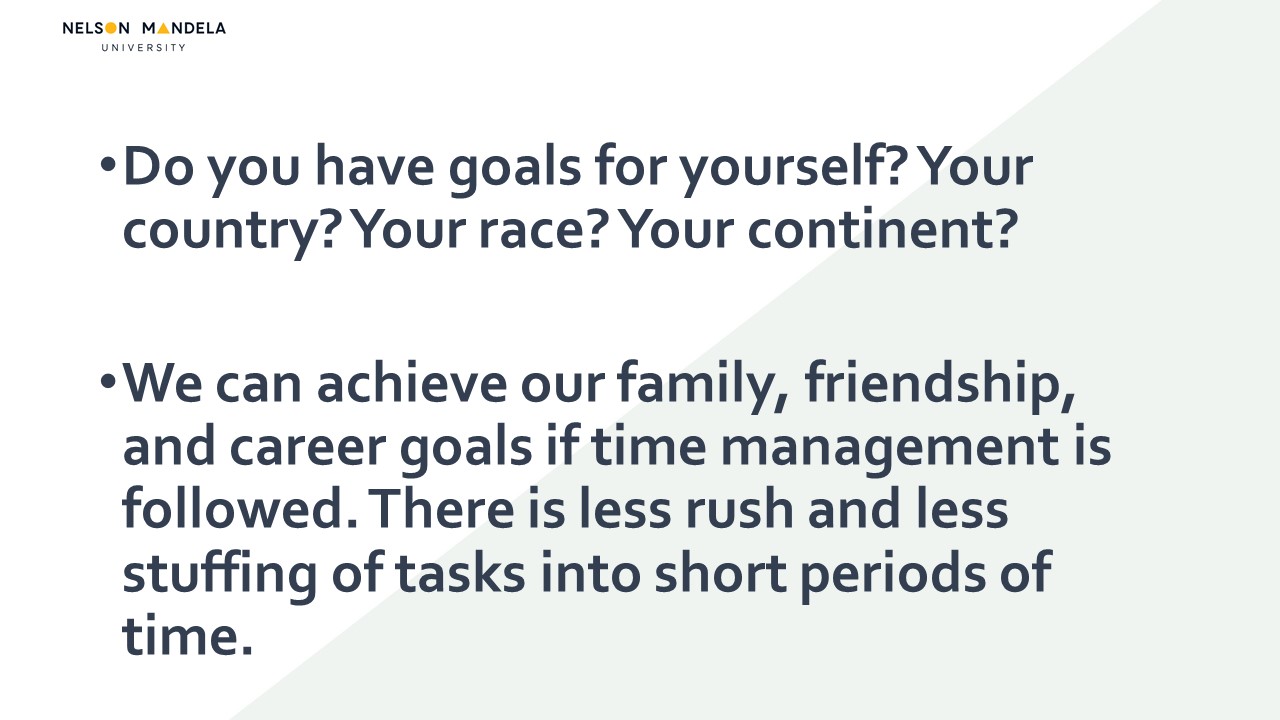 NELSON MANDELA
UNIVERSITY
•Do you have goals for yourself? Your
country? Your race? Your continent?
•We can achieve our family, friendship,
and career goals if time management is
followed. There is less rush and less
stuffing of tasks into short periods of
time.